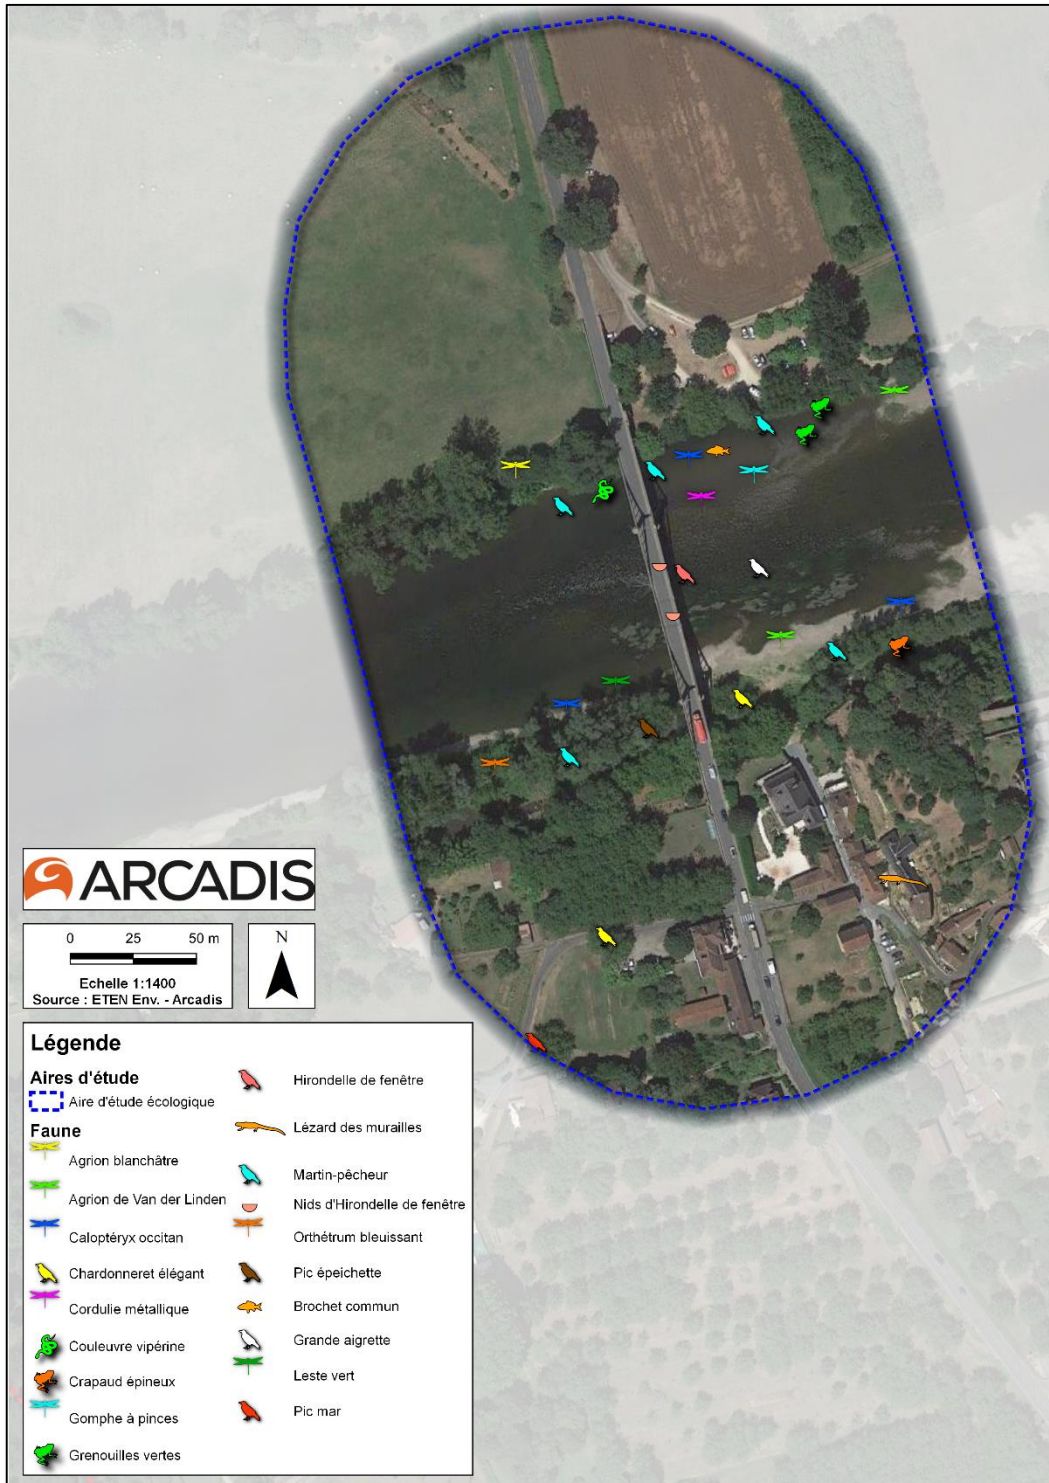 ARCADIS
0 25 50 m
Echelle 1:1400
Source : ETEN Env. - Arcadis
N
Légende
Aires d'étude
Aire d'étude écologique
Faune
Agrion blanchâtre
Agrion de Van der Linden
Caloptéryx occitan
Chardonneret élégant
Cordulie métallique
Couleuvre vipérine
Crapaud épineux
Gomphe à pinces
Grenouilles vertes
Hirondelle de fenêtre
Lézard des murailles
Martin-pêcheur
Nids d'Hirondelle de fenêtre
Orthétrum bleuissant
Pic épeichette
Brochet commun
Grande aigrette
Leste vert
Pic mar